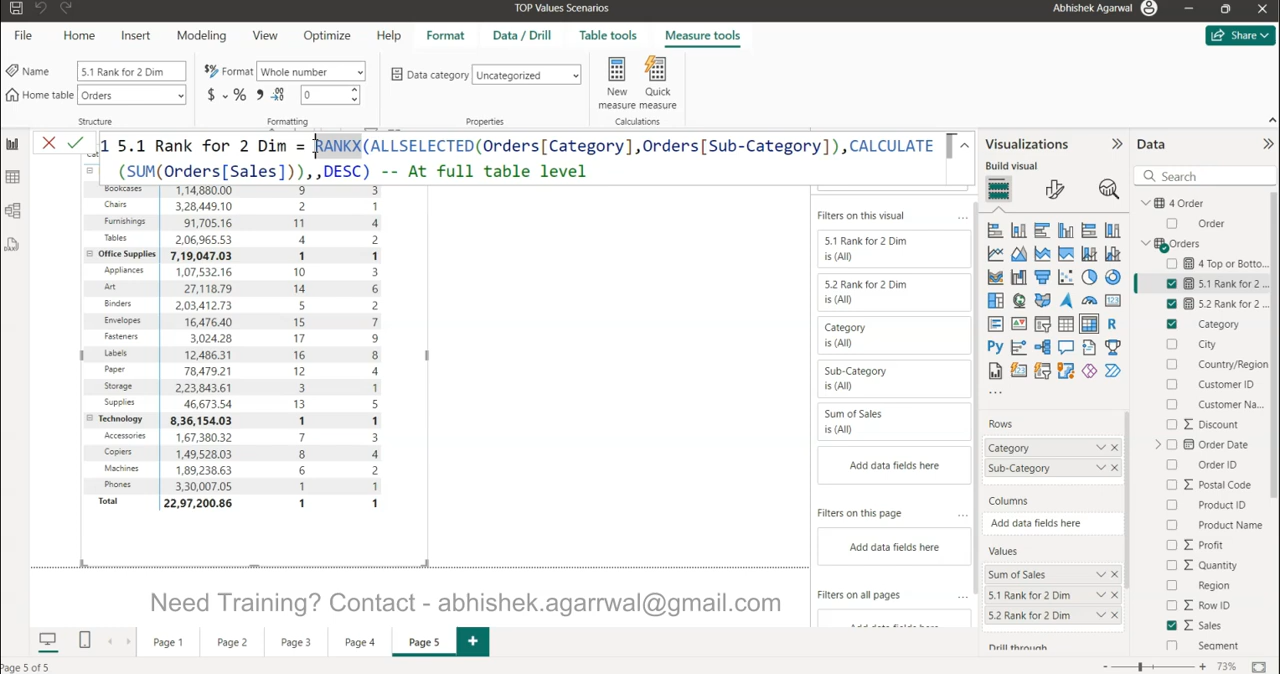 TOP Values Scenarios
Abhishek Agarwal
File Home Insert Modeling View Optimize Help Format Data / Drill Table tools Measure tools
Share
Name 5.1 Rank for 2 Dim
Format Whole number
Data category Uncategorized
Home table Orders
$ % 0
New measure
Quick measure
Structure
Formatting
Properties
Calculations
1 5.1 Rank for 2 Dim = RANKX(ALLSELECTED(Orders[Category],Orders[Sub-Category]),CALCULATE
(SUM(Orders[Sales])),,DESC) -- At full table level
Bookcases 1,14,880.00 9 3
Chairs 3,28,449.10 2 1
Furnishings 91,705.16 11 4
Tables 2,06,965.53 4 2
Office Supplies 7,19,047.03 1 1
Appliances 1,07,532.16 10 3
Art 27,118.79 14 6
Binders 2,03,412.73 5 2
Envelopes 16,476.40 15 7
Fasteners 3,024.28 17 9
Labels 12,486.31 16 8
Paper 78,479.21 12 4
Storage 2,23,843.61 3 1
Supplies 46,673.54 13 5
Technology 8,36,154.03 1 1
Accessories 1,67,380.32 7 3
Copiers 1,49,528.03 8 4
Machines 1,89,238.63 6 2
Phones 3,30,007.05 1 1
Total 22,97,200.86 1 1
Need Training? Contact - abhishek.agarrwal@gmail.com
Filters on this visual ...
5.1 Rank for 2 Dim
is (All)
5.2 Rank for 2 Dim
is (All)
Category
is (All)
Sub-Category
is (All)
Sum of Sales
is (All)
Add data fields here
Filters on this page ...
Add data fields here
Filters on all pages ...
Visualizations
Build visual
Py
R
123
...
Rows
Category
Sub-Category
Columns
Add data fields here
Values
Sum of Sales
5.1 Rank for 2 Dim
5.2 Rank for 2 Dim
Drill through
Data
Search
4 Order
Order
Orders
4 Top or Botto...
5.1 Rank for 2 ...
5.2 Rank for 2 ...
Category
City
Country/Region
Customer ID
Customer Na...
Discount
Order Date
Order ID
Postal Code
Product ID
Product Name
Profit
Quantity
Region
Row ID
Sales
Segment
Page 1 Page 2 Page 3 Page 4 Page 5 +
Page 5 of 5
- + 73%